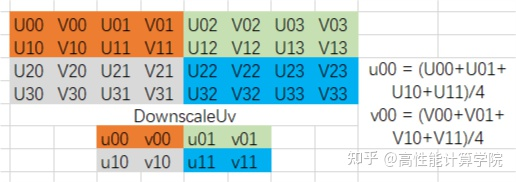 U00 V00 U01 V01 U02 V02 U03 V03
U10 V10 U11 V11 U12 V12 U13 V13
U20 V20 U21 V21 U22 V22 U23 V23
U30 V30 U31 V31 U32 V32 U33 V33
DownscaleUv
u00 v00 u01 v01
u10 v10 u11 v11
u00 = (U00+U01+
U10+U11)/4
v00 = (V00+V01+
V10+V11)/4
知乎 @高性能计算学院